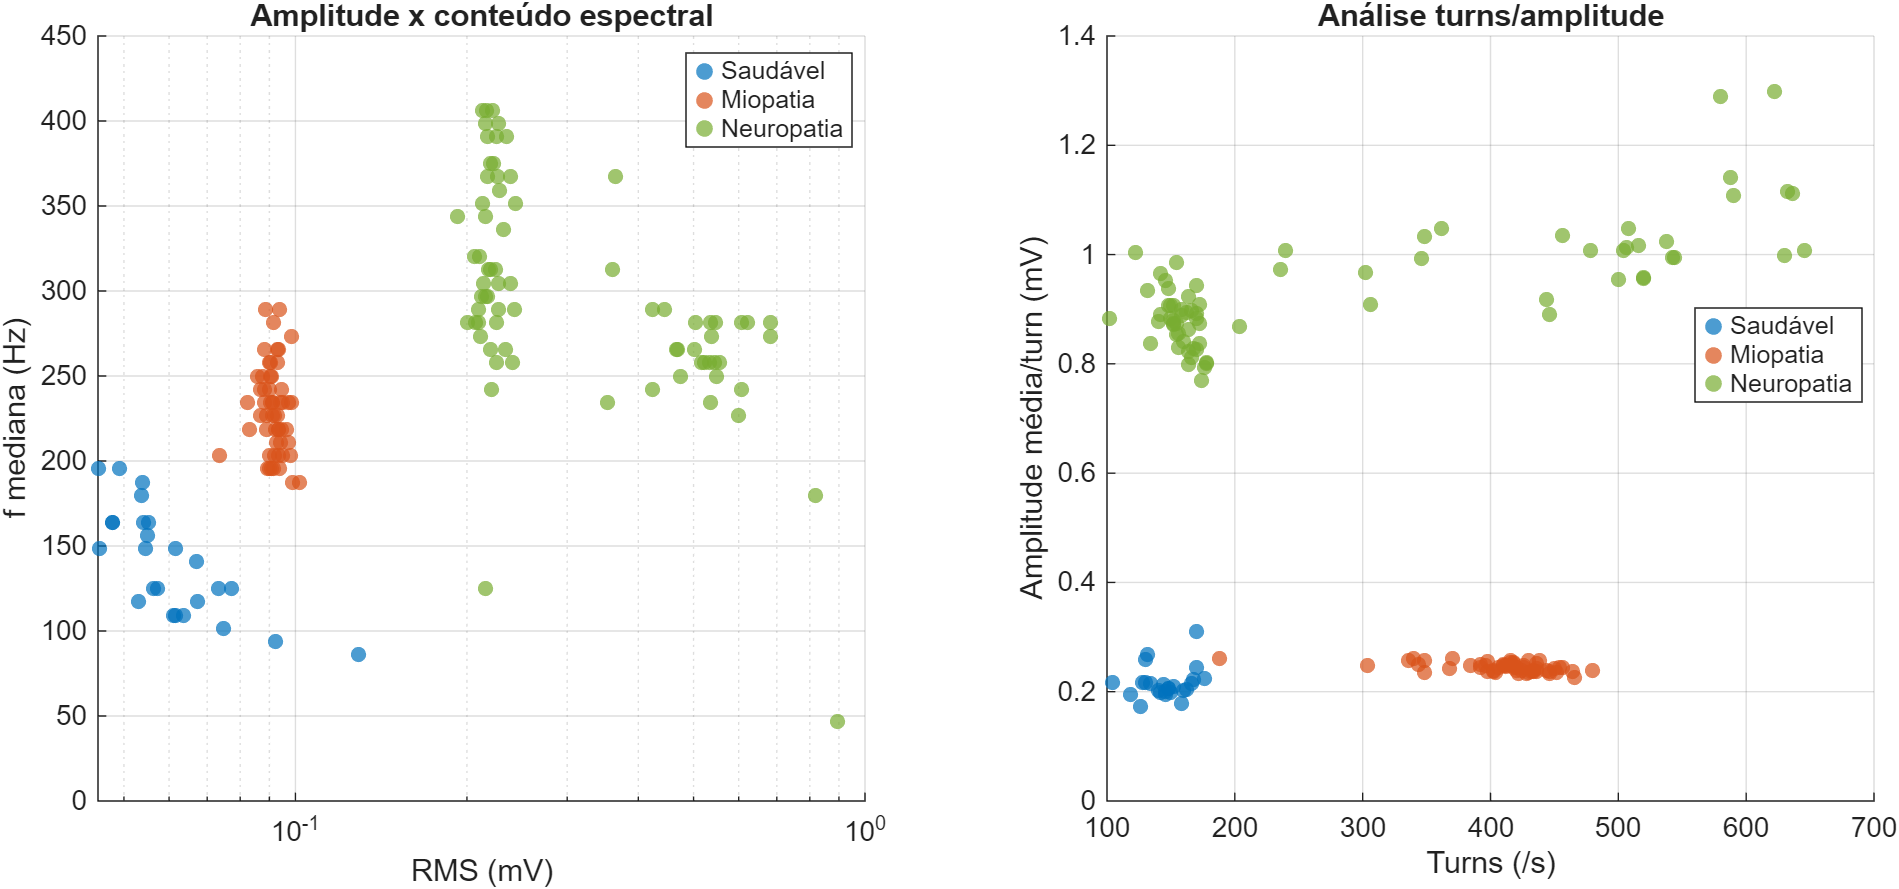 Amplitude x conteúdo espectral
450
400
350
300
250
200
150
100
50
0
f mediana (Hz)
10-1
100
RMS (mV)
Saudável
Miopatia
Neuropatia
Análise turns/amplitude
1.4
1.2
1
0.8
0.6
0.4
0.2
0
Amplitude média/turn (mV)
100 200 300 400 500 600 700
Turns (/s)
Saudável
Miopatia
Neuropatia